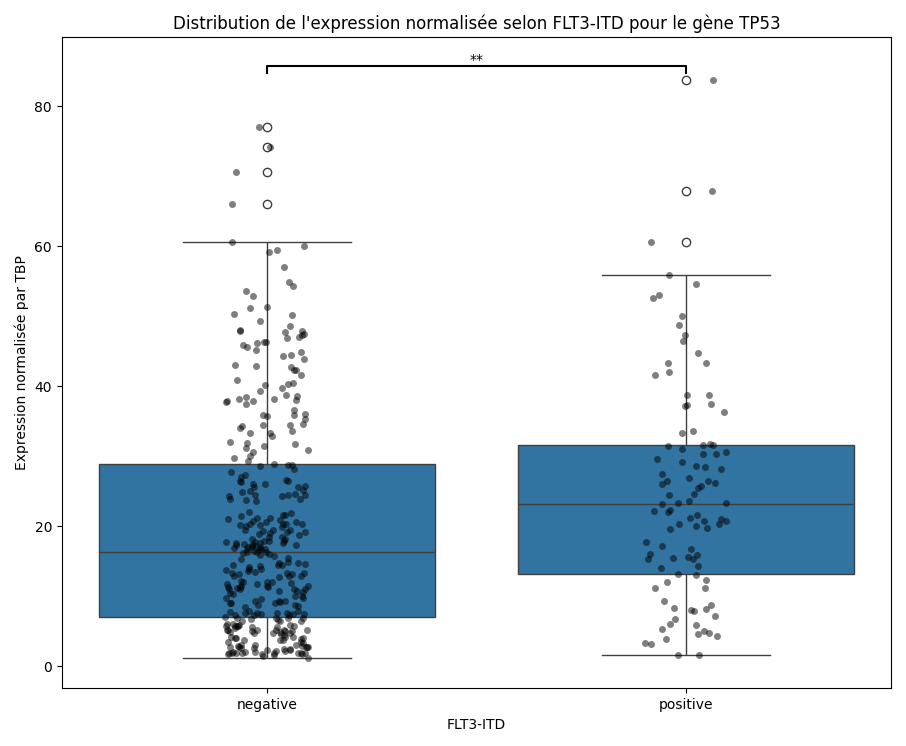 Distribution de l'expression normalisée selon FLT3-ITD pour le gène TP53
**
Expression normalisée par TBP
80
60
40
20
0
negative
positive
FLT3-ITD